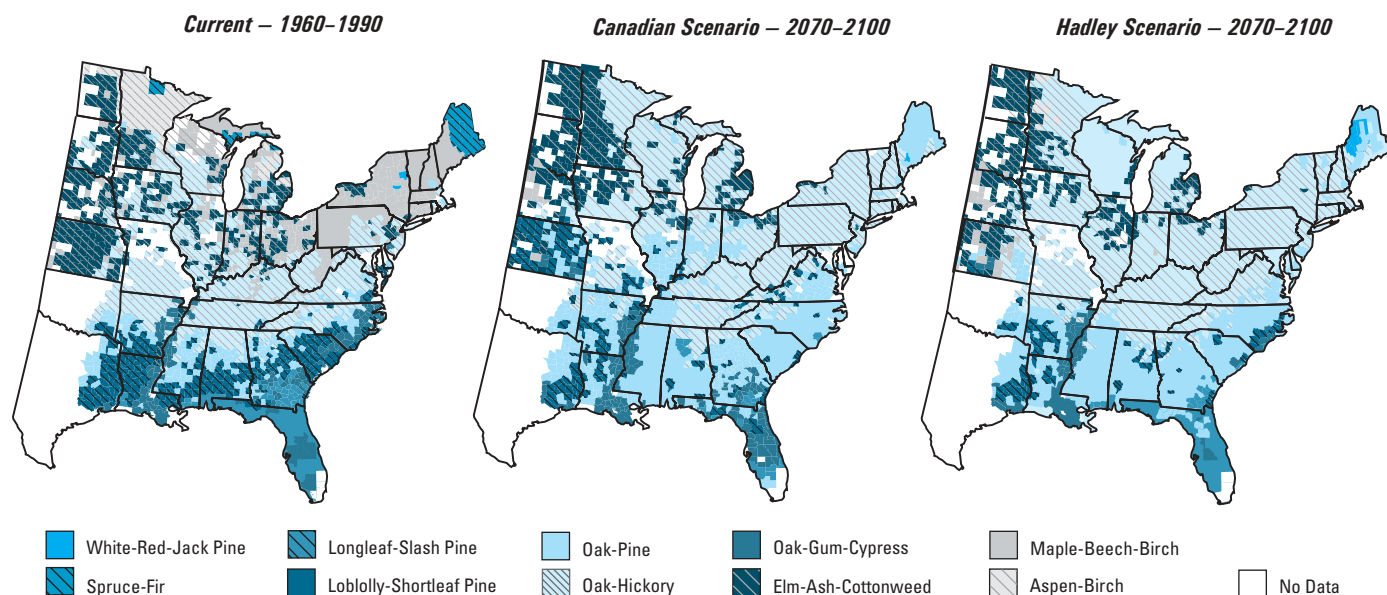 Current – 1960–1990
Canadian Scenario – 2070–2100
Hadley Scenario – 2070–2100
White-Red-Jack Pine
Longleaf-Slash Pine
Oak-Pine
Oak-Gum-Cypress
Maple-Beech-Birch
Spruce-Fir
Loblolly-Shortleaf Pine
Oak-Hickory
Elm-Ash-Cottonweed
Aspen-Birch
No Data